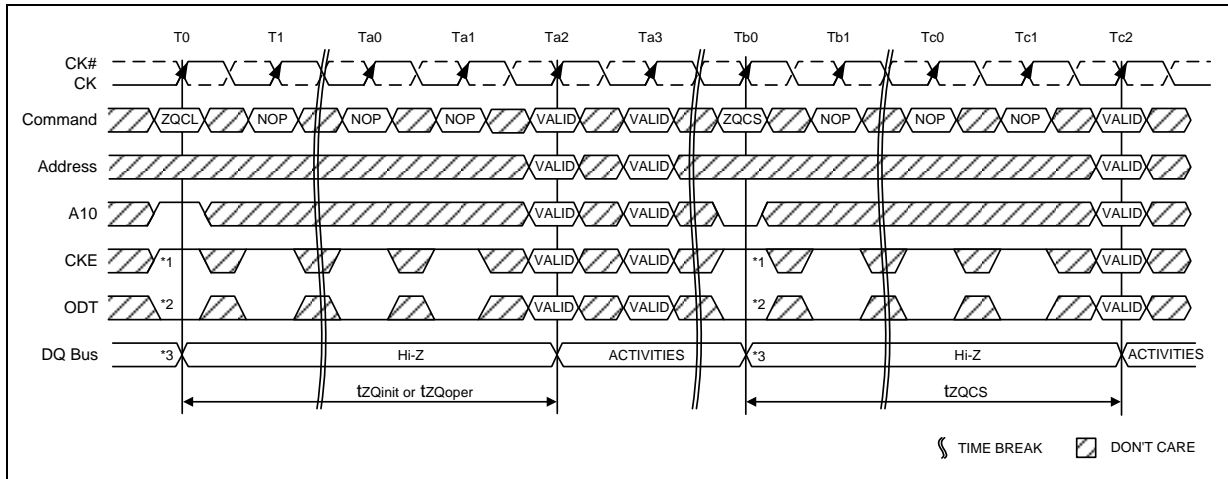 T0 T1 Ta0 Ta1 Ta2 Ta3 Tb0 Tb1 Tc0 Tc1 Tc2
CK#
CK
Command ZQCL NOP NOP NOP VALID VALID ZQCS NOP NOP NOP VALID
Address VALID VALID VALID
A10 VALID VALID VALID
CKE *1 VALID VALID *1 VALID
ODT *2 VALID VALID *2 VALID
DQ Bus *3 Hi-Z ACTIVITIES *3 Hi-Z ACTIVITIES
tZQinit or tZQoper tZQCS
TIME BREAK DON'T CARE